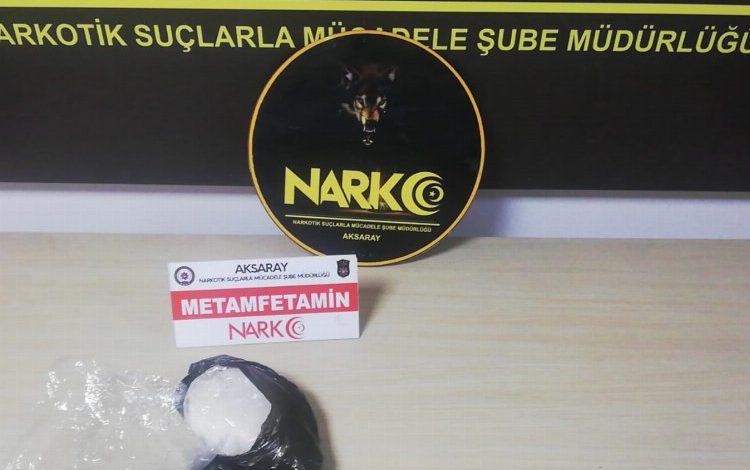 NARKOTİK SUÇLARLA MÜCADELE ŞUBE MÜDÜRLÜĞÜ
NARKO
NARKOTİK SUÇLARLA MÜCADELE ŞUBE MÜDÜRLÜĞÜ
AKSARAY
AKSARAY
NARKOTİK SUÇLARLA MÜCADELE ŞUBE MÜDÜRLÜĞÜ
METAMFETAMİN
NARKO